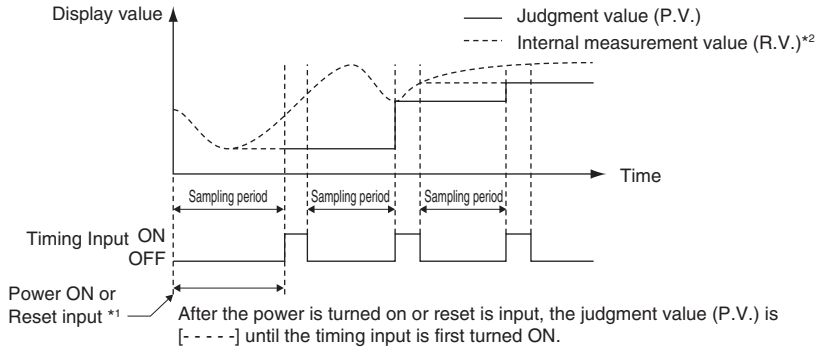 Display value
Judgment value (P.V.)
Internal measurement value (R.V.)*2
Time
Sampling period
Sampling period
Sampling period
Timing Input ON
OFF
Power ON or
Reset input *1
After the power is turned on or reset is input, the judgment value (P.V.) is
[- - - - -] until the timing input is first turned ON.